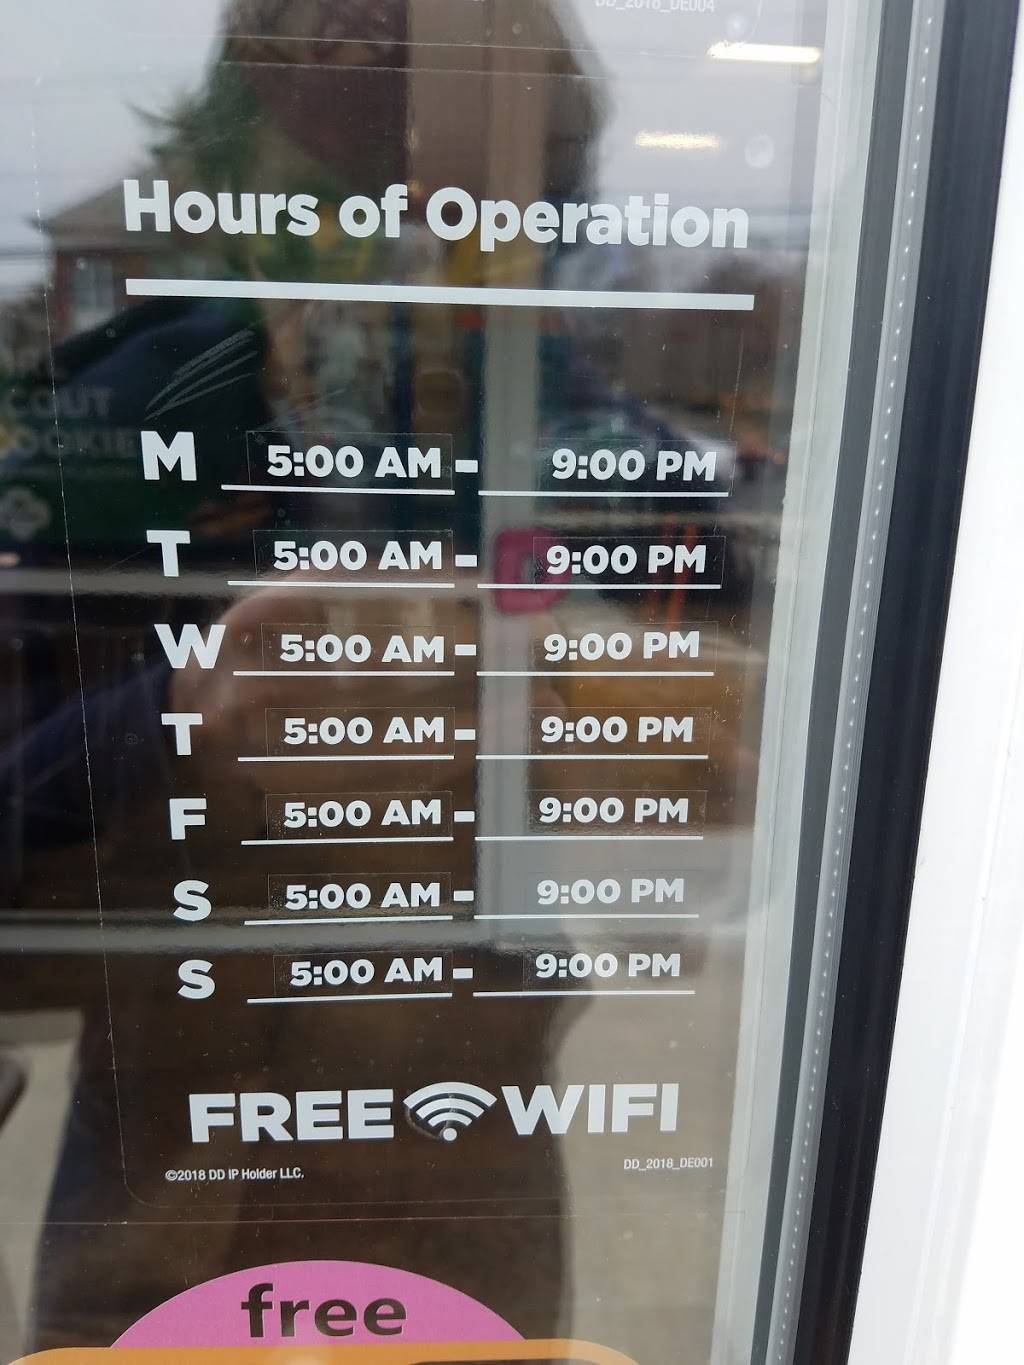 DD_2018_DE004
Hours of Operation
M 5:00 AM - 9:00 PM
T 5:00 AM - 9:00 PM
W 5:00 AM - 9:00 PM
T 5:00 AM - 9:00 PM
F 5:00 AM - 9:00 PM
S 5:00 AM - 9:00 PM
S 5:00 AM - 9:00 PM
FREE WIFI
©2018 DD IP Holder LLC.
DD_2018_DE001
free